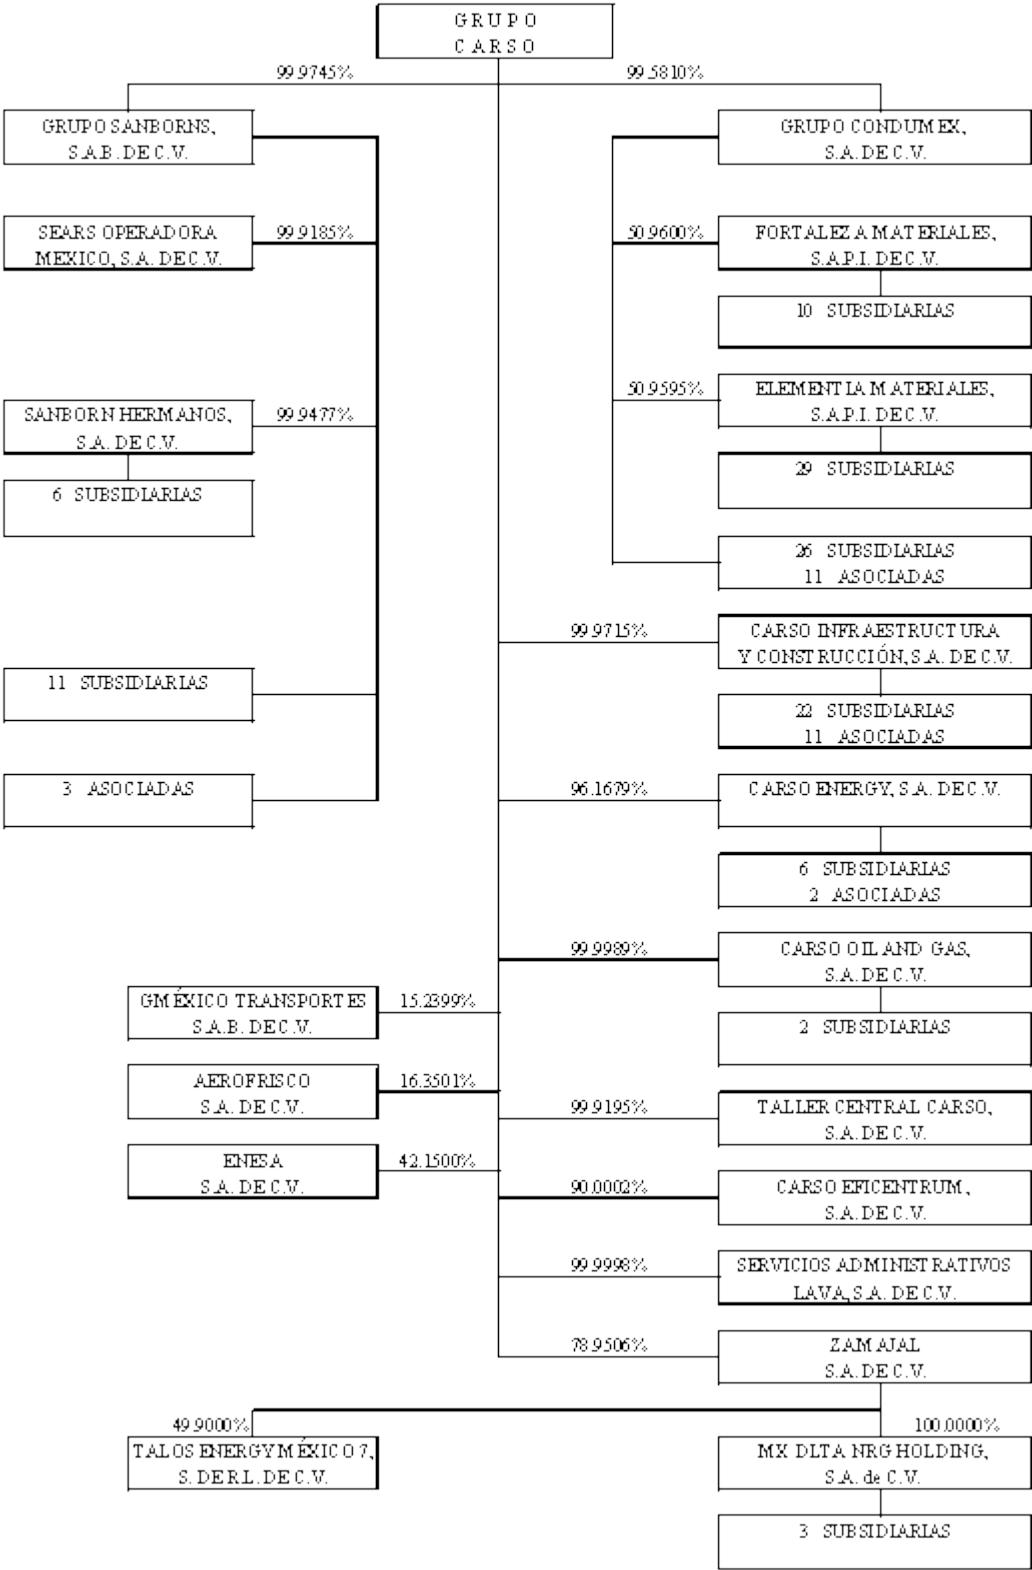 GRUPO
CARSO
99.9745%
99.5810%
GRUPO SANBORNS,
S.A.B. DE C.V.
GRUPO CONDUMEX,
S.A. DE C.V.
SEARS OPERADORA
MEXICO, S.A. DE C.V.
99.9185%
50.9600%
FORTALEZA MATERIALES,
S.A.P.I. DE C.V.
10 SUBSIDIARIAS
SANBORN HERMANOS,
S.A. DE C.V.
99.9477%
50.9595%
ELEMENTIA MATERIALES,
S.A.P.I. DE C.V.
6 SUBSIDIARIAS
29 SUBSIDIARIAS
26 SUBSIDIARIAS
11 ASOCIADAS
99.9715%
CARSO INFRAESTRUCTURA
Y CONSTRUCCIÓN, S.A. DE C.V.
11 SUBSIDIARIAS
22 SUBSIDIARIAS
11 ASOCIADAS
3 ASOCIADAS
96.1679%
CARSO ENERGY, S.A. DE C.V.
6 SUBSIDIARIAS
2 ASOCIADAS
99.9989%
CARSO OIL AND GAS,
S.A. DE C.V.
GMÉXICO TRANSPORTES
S.A.B. DE C.V.
15.2399%
2 SUBSIDIARIAS
AEROFRISCO
S.A. DE C.V.
16.3501%
99.9195%
TALLER CENTRAL CARSO,
S.A. DE C.V.
ENESA
S.A. DE C.V.
42.1500%
90.0002%
CARSO EFICENTRUM,
S.A. DE C.V.
99.9998%
SERVICIOS ADMINISTRATIVOS
LAVA, S.A. DE C.V.
78.9506%
ZAMAJAL
S.A. DE C.V.
49.9000%
100.0000%
TALOS ENERGY MÉXICO 7,
S. DE R.L. DE C.V.
MX DLTA NRG HOLDING,
S.A. de C.V.
3 SUBSIDIARIAS